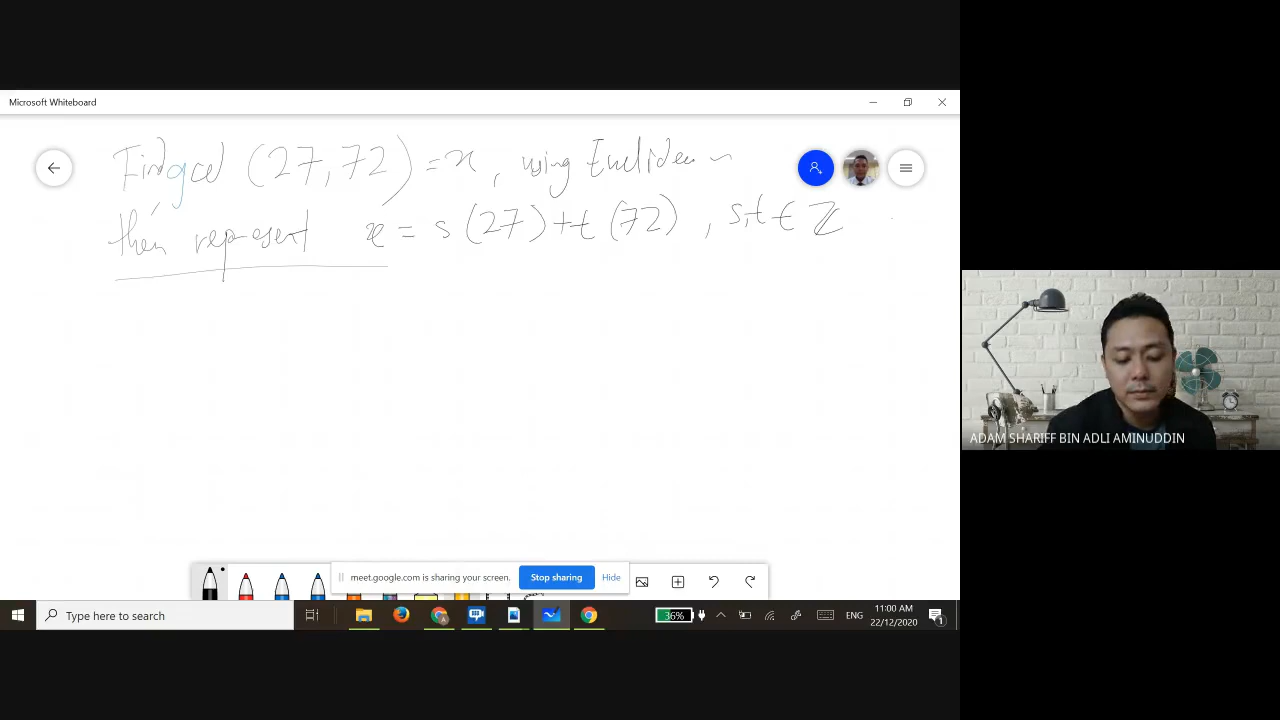 Microsoft Whiteboard
Find gcd (27,72) = x, using Euclidean
then represent x = s(27)+t(72), s,t ∈ ℤ
ADAM SHARIFF BIN ADLI AMINUDDIN
meet.google.com is sharing your screen. Stop sharing Hide
Type here to search
36% ENG 11:00 AM
22/12/2020 1